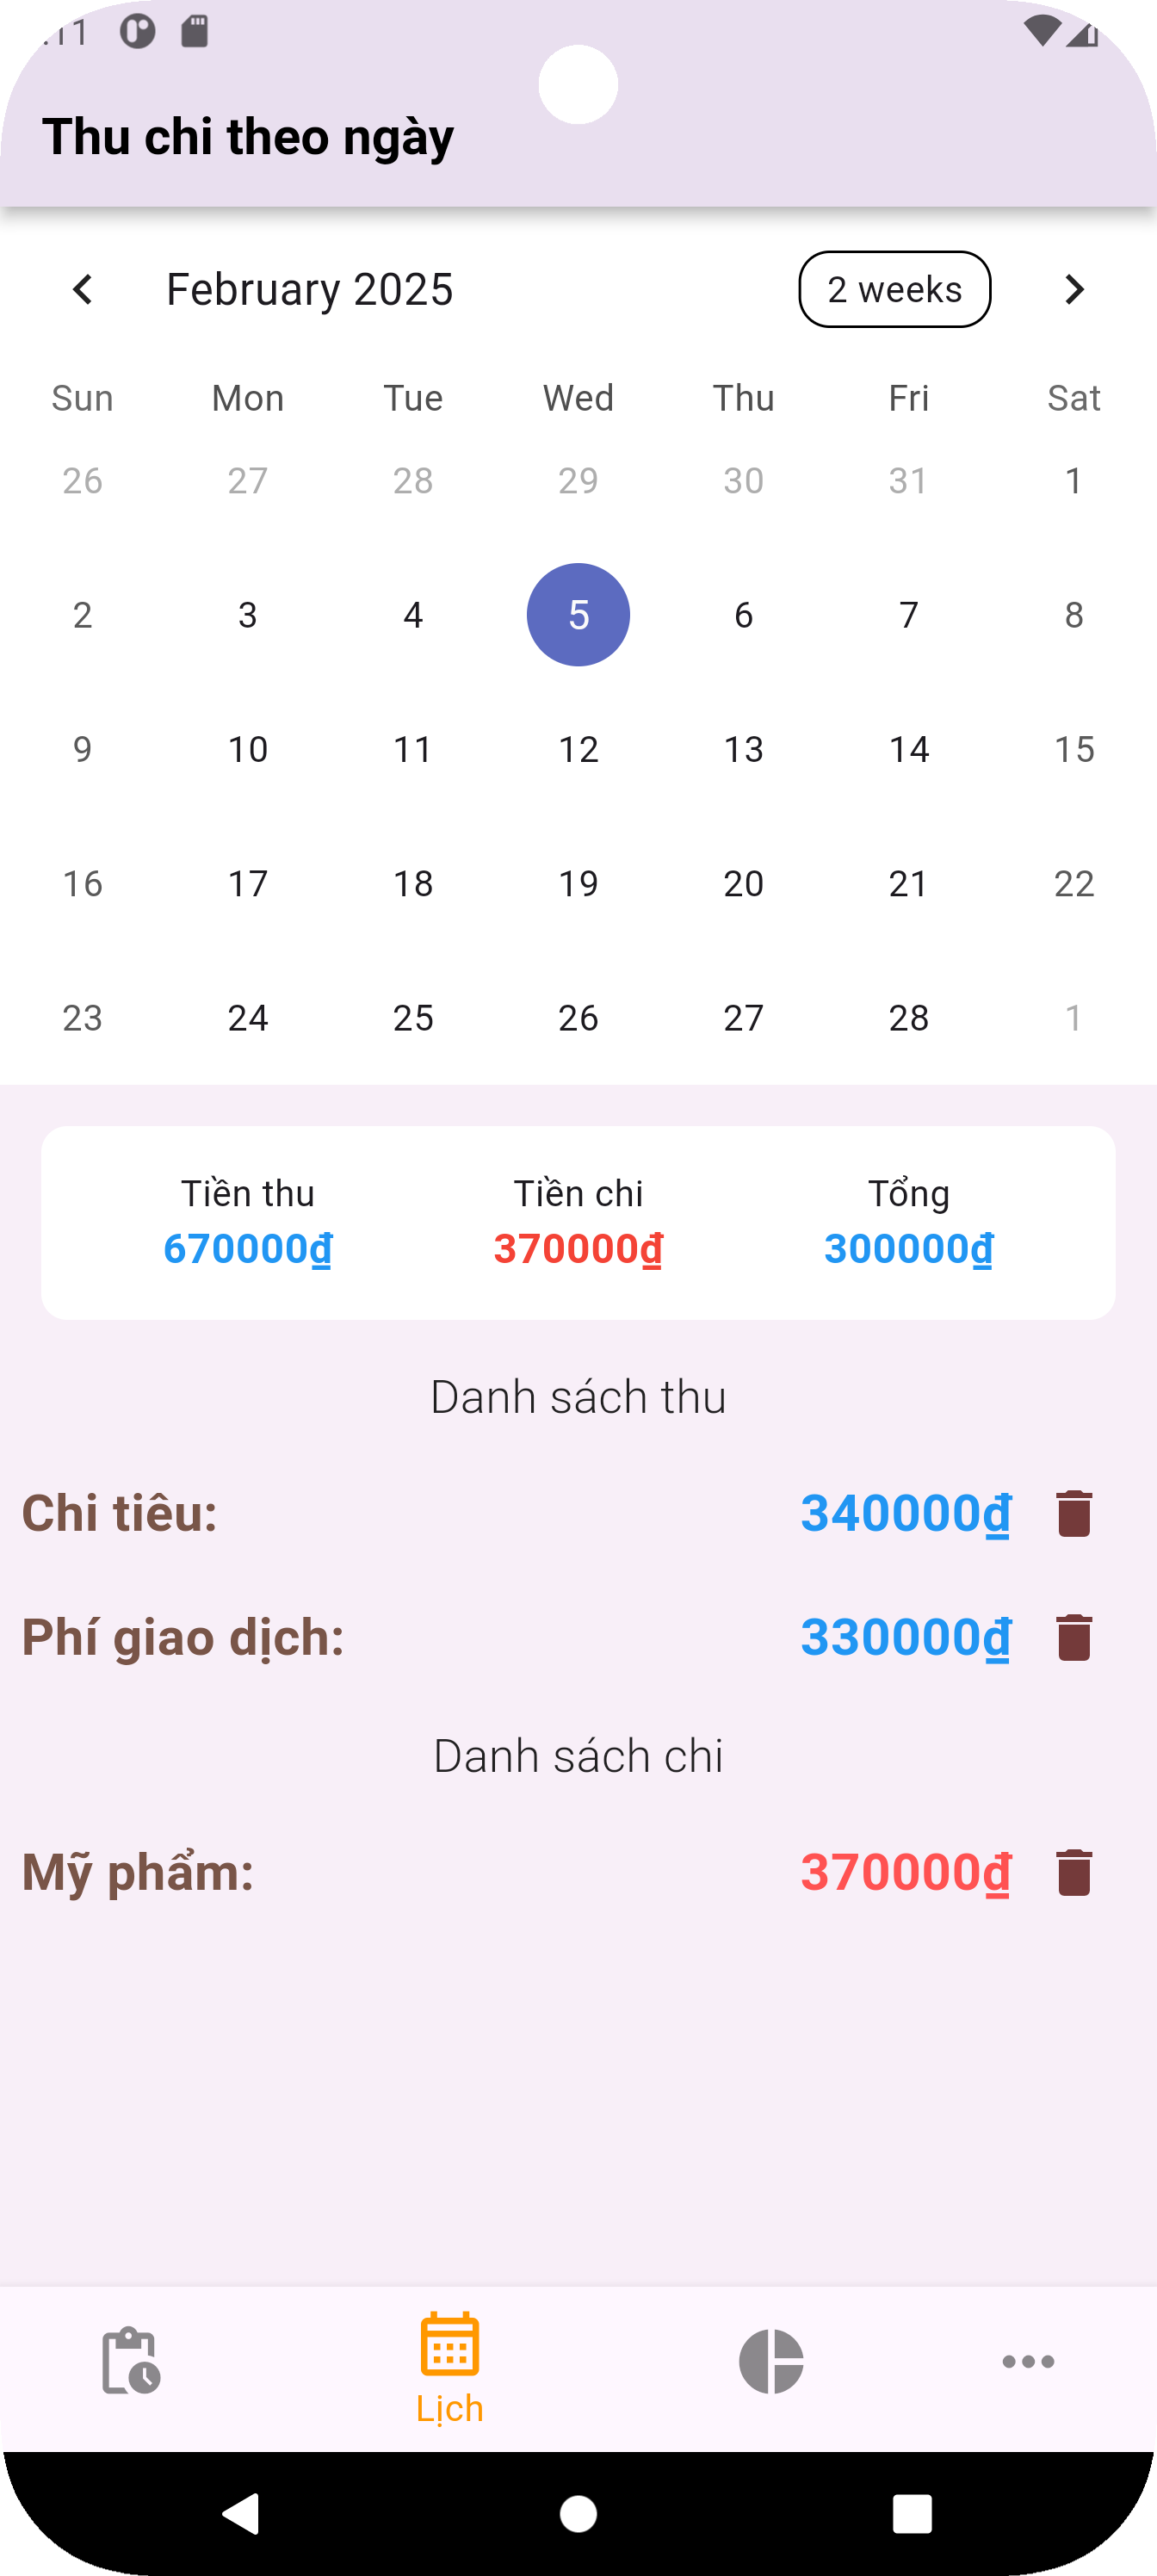 :11
Thu chi theo ngày
February 2025 2 weeks
Sun Mon Tue Wed Thu Fri Sat
26 27 28 29 30 31 1
2 3 4 5 6 7 8
9 10 11 12 13 14 15
16 17 18 19 20 21 22
23 24 25 26 27 28 1
Tiền thu Tiền chi Tổng
670000₫ 370000₫ 300000₫
Danh sách thu
Chi tiêu: 340000₫
Phí giao dịch: 330000₫
Danh sách chi
Mỹ phẩm: 370000₫
Lịch